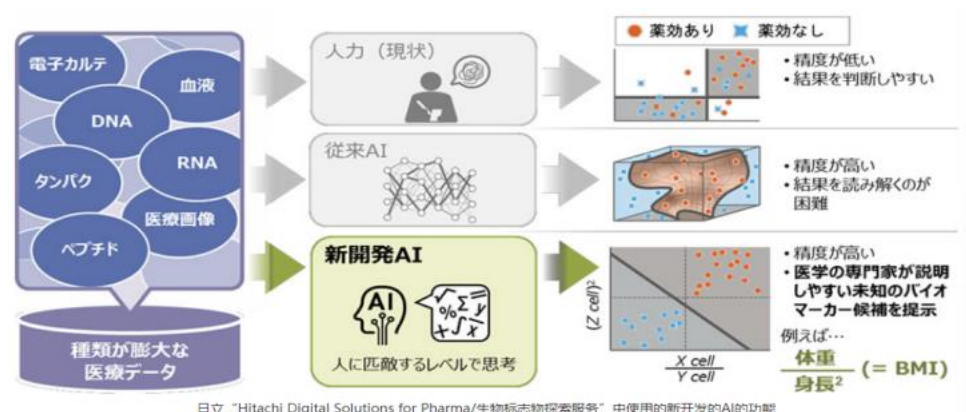 電子カルテ
血液
DNA
RNA
タンパク
医療画像
ペプチド
種類が膨大な
医療データ
人力（現状）
従来AI
新開発AI
AI
人に匹敵するレベルで思考
薬効あり
薬効なし
・精度が低い
・結果を判断しやすい
・精度が高い
・結果を読み解くのが
困難
(Z cell)²
X cell
Y cell
・精度が高い
・医学の専門家が説明
しやすい未知のバイオ
マーカー候補を提示
例えば…
体重
身長²
(= BMI)
日立“Hitachi Digital Solutions for Pharma/生物标志物探索服务”中使用的新开发的AI的功能